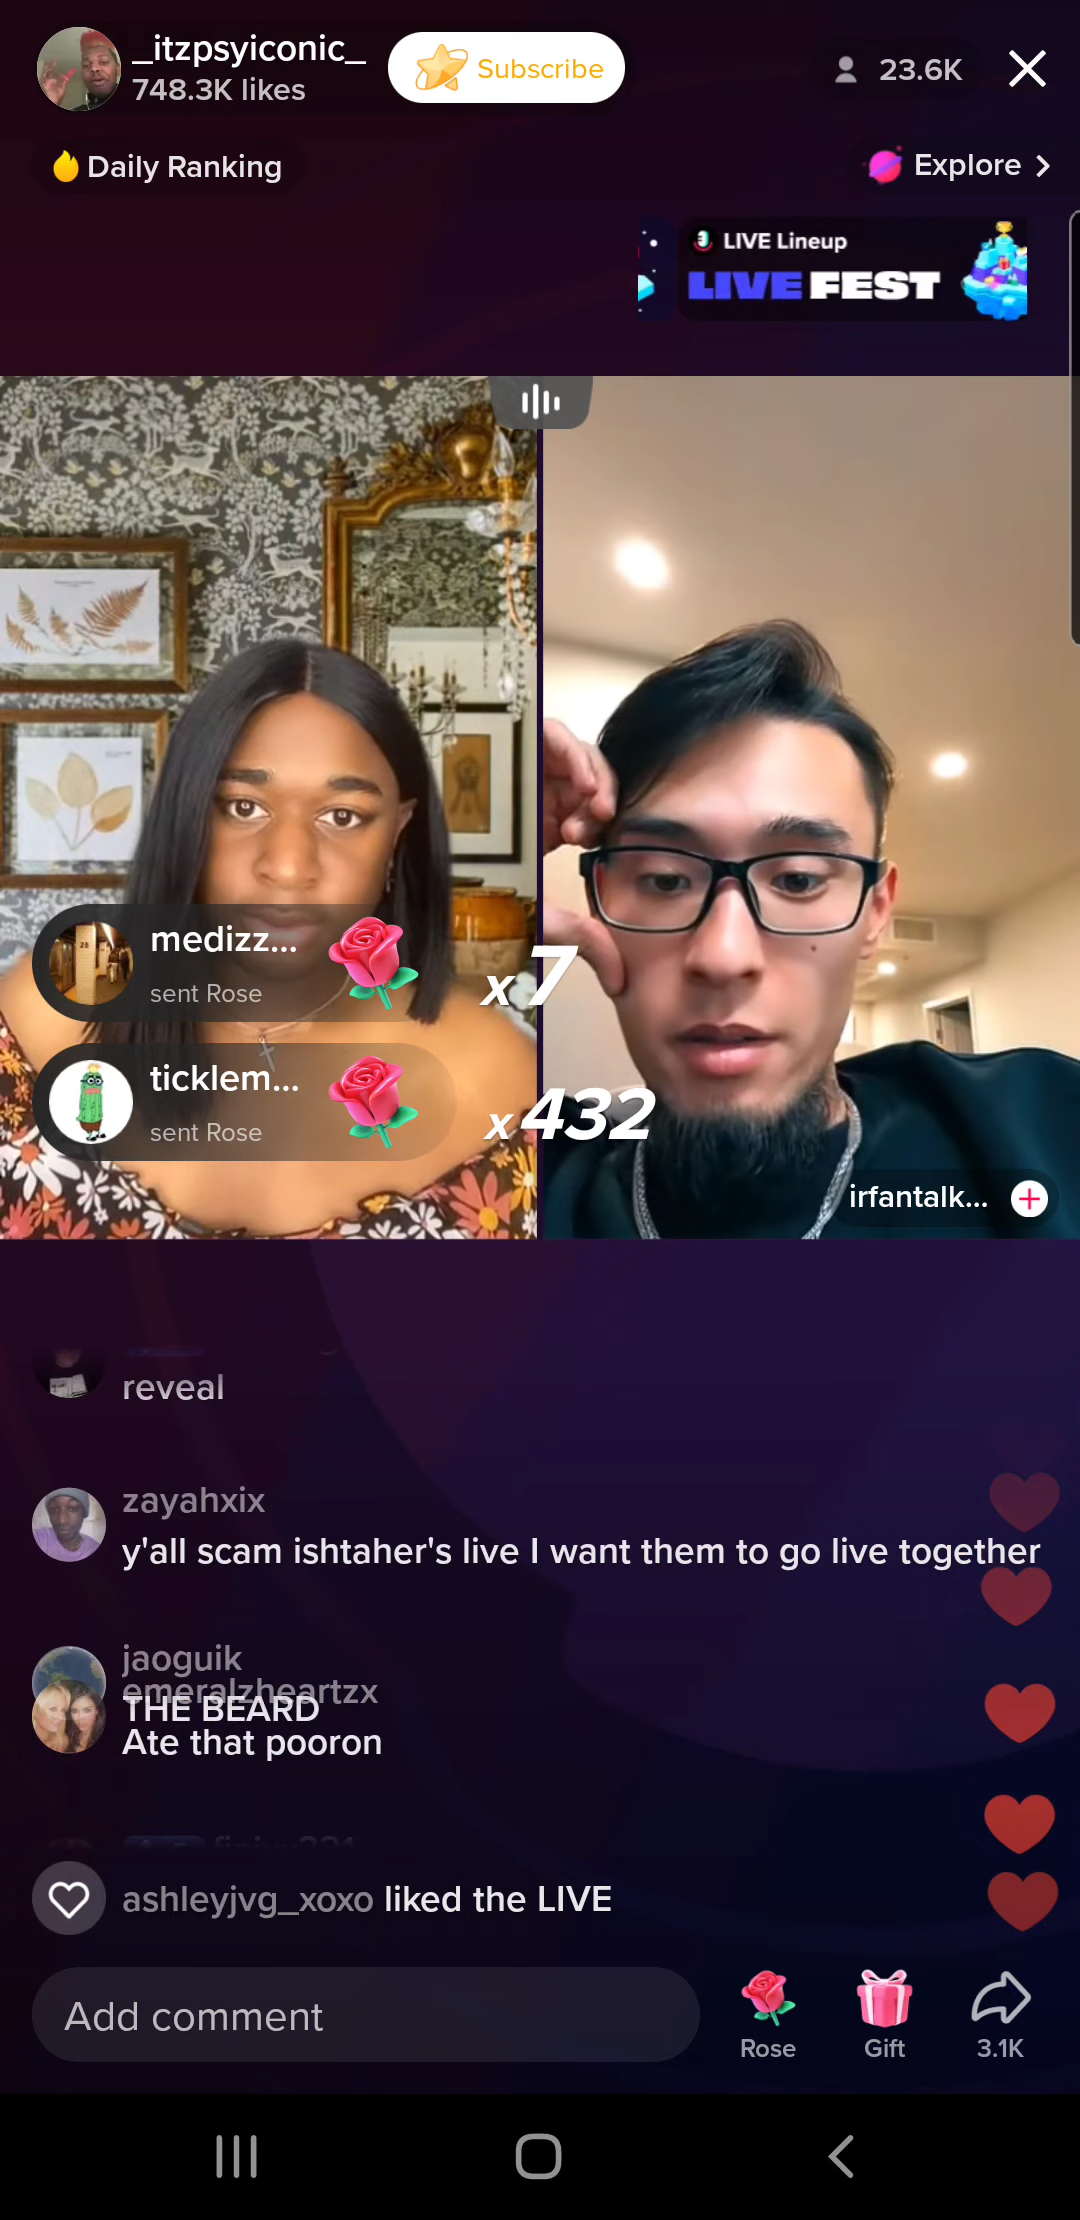 _itzpsyiconic_
748.3K likes
Subscribe
23.6K
Daily Ranking
Explore >
LIVE Lineup
LIVE FEST
28
medizz...
sent Rose
x7
ticklem...
sent Rose
x432
irfantalk...
reveal
zayahxix
y'all scam ishtaher's live I want them to go live together
jaoguik
emeralzheartzx
THE BEARD
Ate that pooron
ashleyjvg_xoxo liked the LIVE
Add comment
Rose
Gift
3.1K